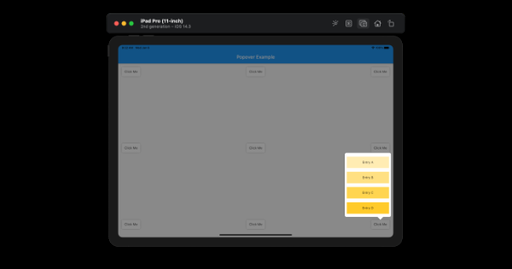 iPad Pro (11-inch)
2nd generation – iOS 14.5
Popover Example
Click Me
Click Me
Click Me
Click Me
Click Me
Click Me
Entry A
Entry B
Entry C
Entry D
Click Me
Click Me
Click Me